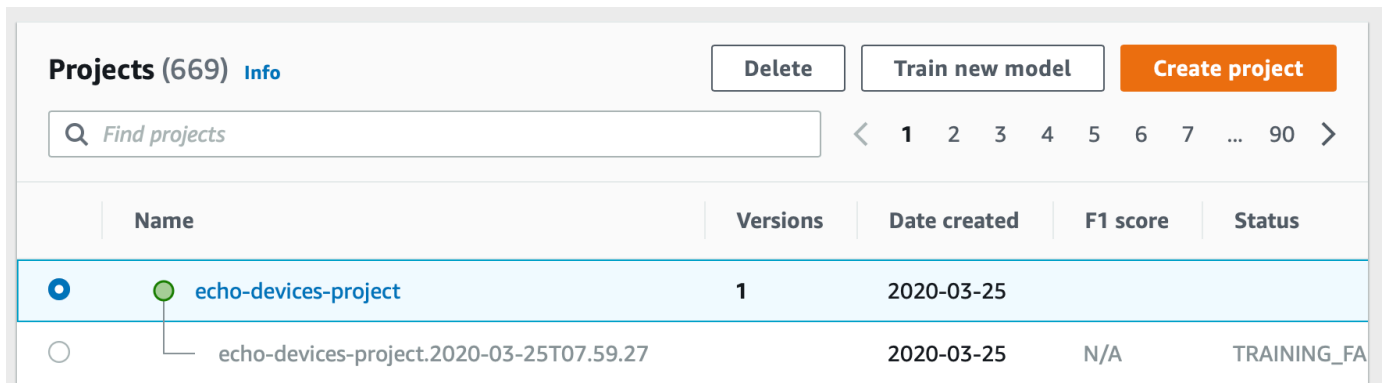 Projects (669) Info Delete Train new model Create project
Find projects < 1 2 3 4 5 6 7 ... 90 >
Name Versions Date created F1 score Status
echo-devices-project 1 2020-03-25
echo-devices-project.2020-03-25T07.59.27 2020-03-25 N/A TRAINING_FA